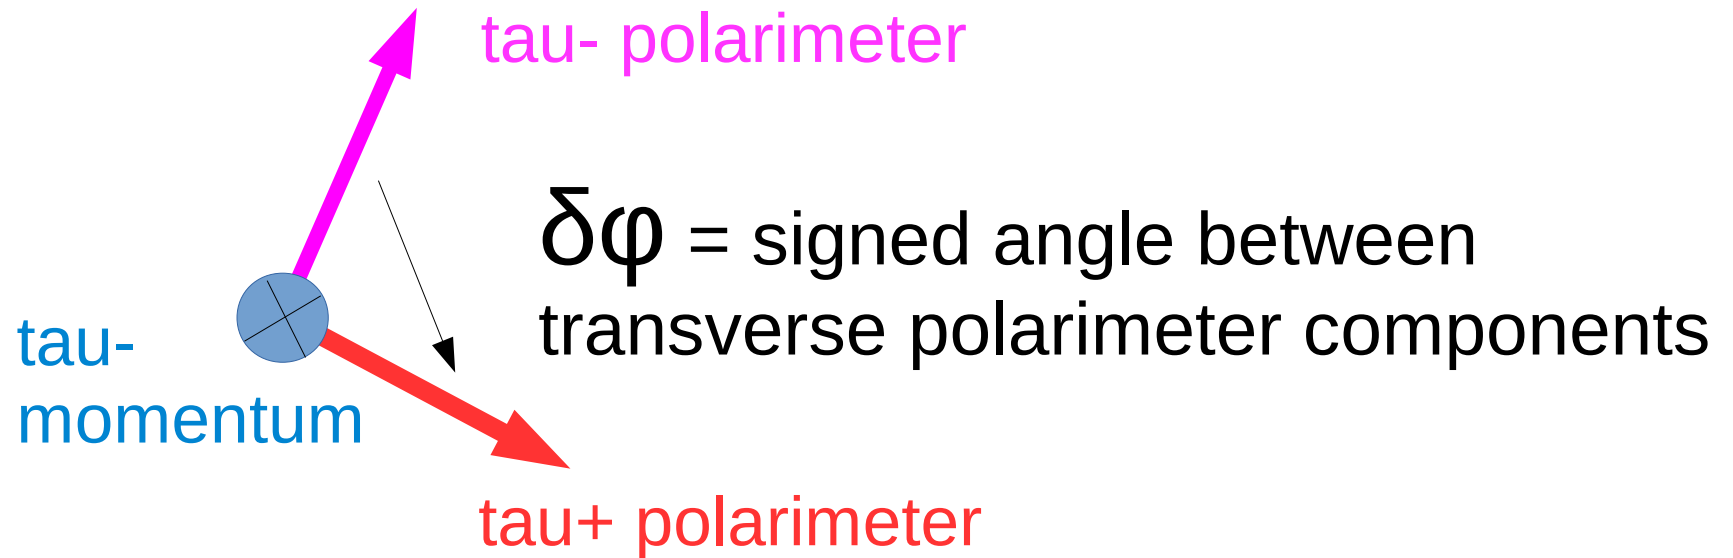 tau- polarimeter
δφ = signed angle between
transverse polarimeter components
tau-
momentum
tau+ polarimeter